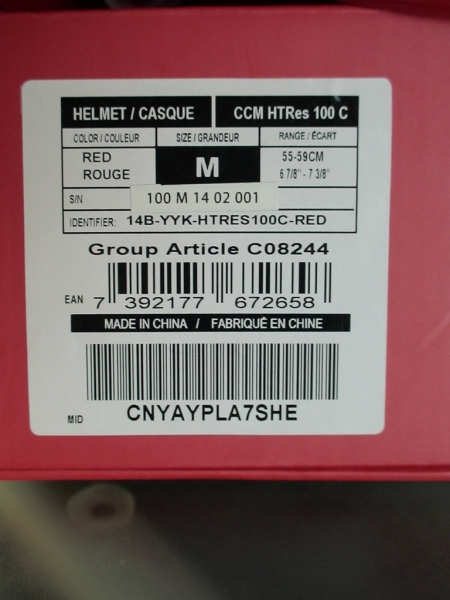 HELMET / CASQUE CCM HTRes 100 C
COLOR / COULEUR SIZE / GRANDEUR RANGE / ÉCART
RED M 55-59CM
ROUGE 6 7/8" - 7 3/8"
S/N 100 M 14 02 001
IDENTIFIER: 14B-YYK-HTRES100C-RED
Group Article C08244
EAN 7 392177 672658
MADE IN CHINA / FABRIQUÉ EN CHINE
MID CNYAYPLA7SHE